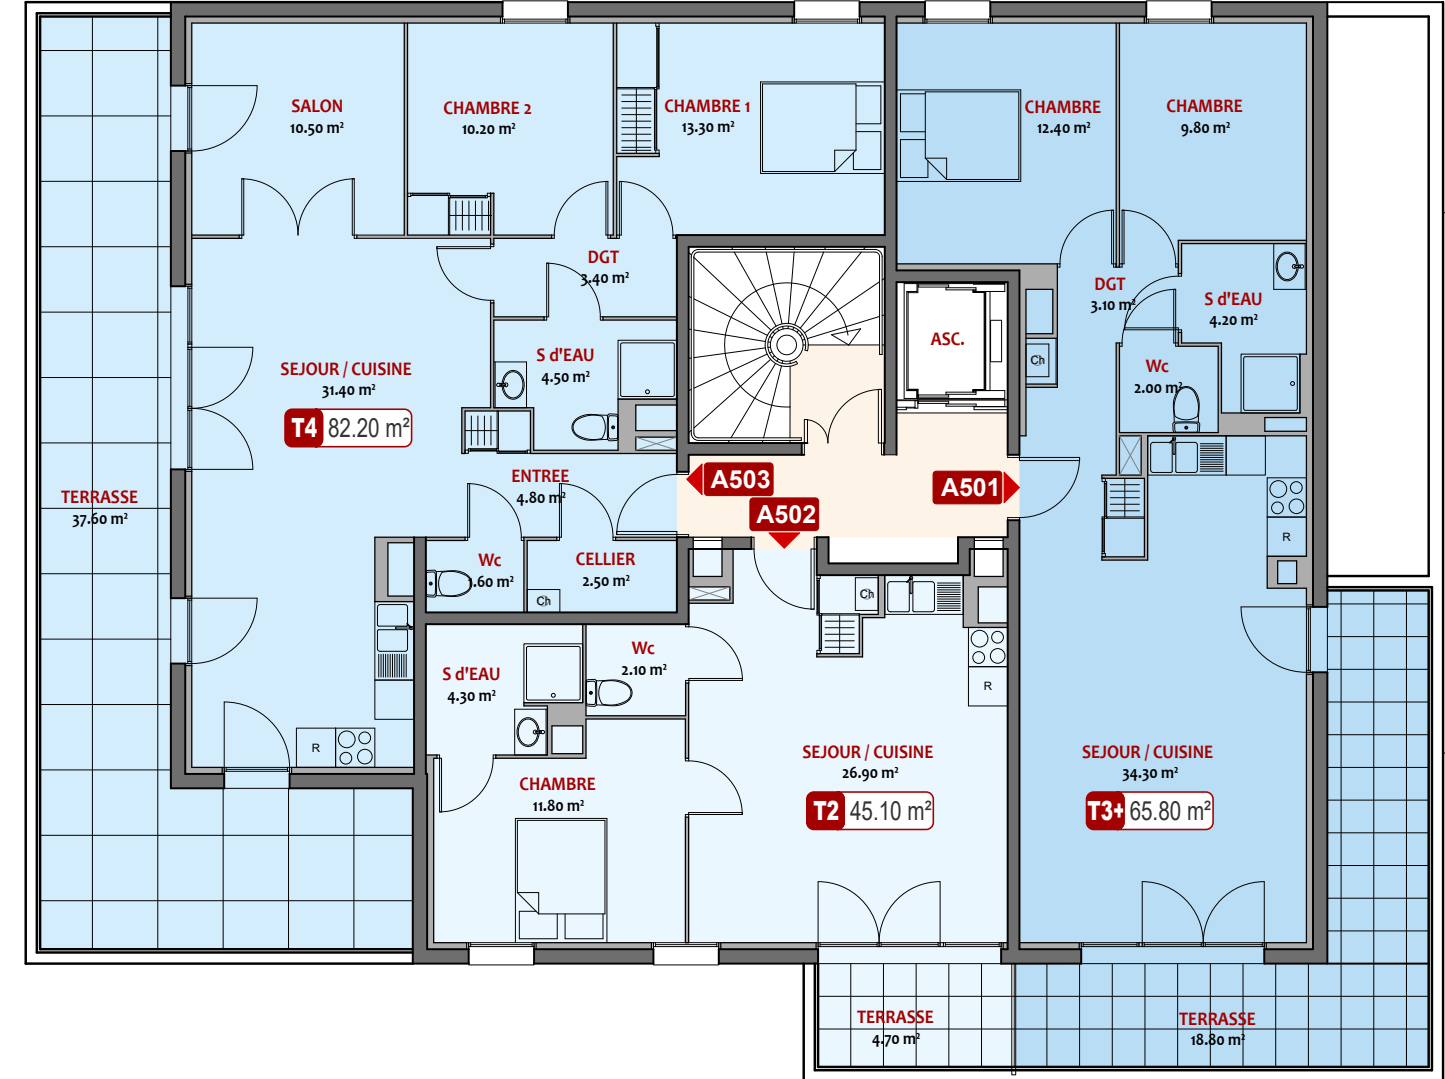 SALON
10.50 m²
CHAMBRE 2
10.20 m²
CHAMBRE 1
13.30 m²
CHAMBRE
12.40 m²
CHAMBRE
9.80 m²
DGT
3.40 m²
DGT
3.10 m²
S d'EAU
4.20 m²
ASC.
S d'EAU
4.50 m²
Ch
Wc
2.00 m²
SEJOUR / CUISINE
31.40 m²
T4 82.20 m²
TERRASSE
37.60 m²
ENTREE
4.80 m²
A503
A502
A501
R
Wc
.60 m²
CELLIER
2.50 m²
Ch
Ch
S d'EAU
4.30 m²
Wc
2.10 m²
R
R
SEJOUR / CUISINE
26.90 m²
T2 45.10 m²
SEJOUR / CUISINE
34.30 m²
T3+ 65.80 m²
CHAMBRE
11.80 m²
TERRASSE
4.70 m²
TERRASSE
18.80 m²